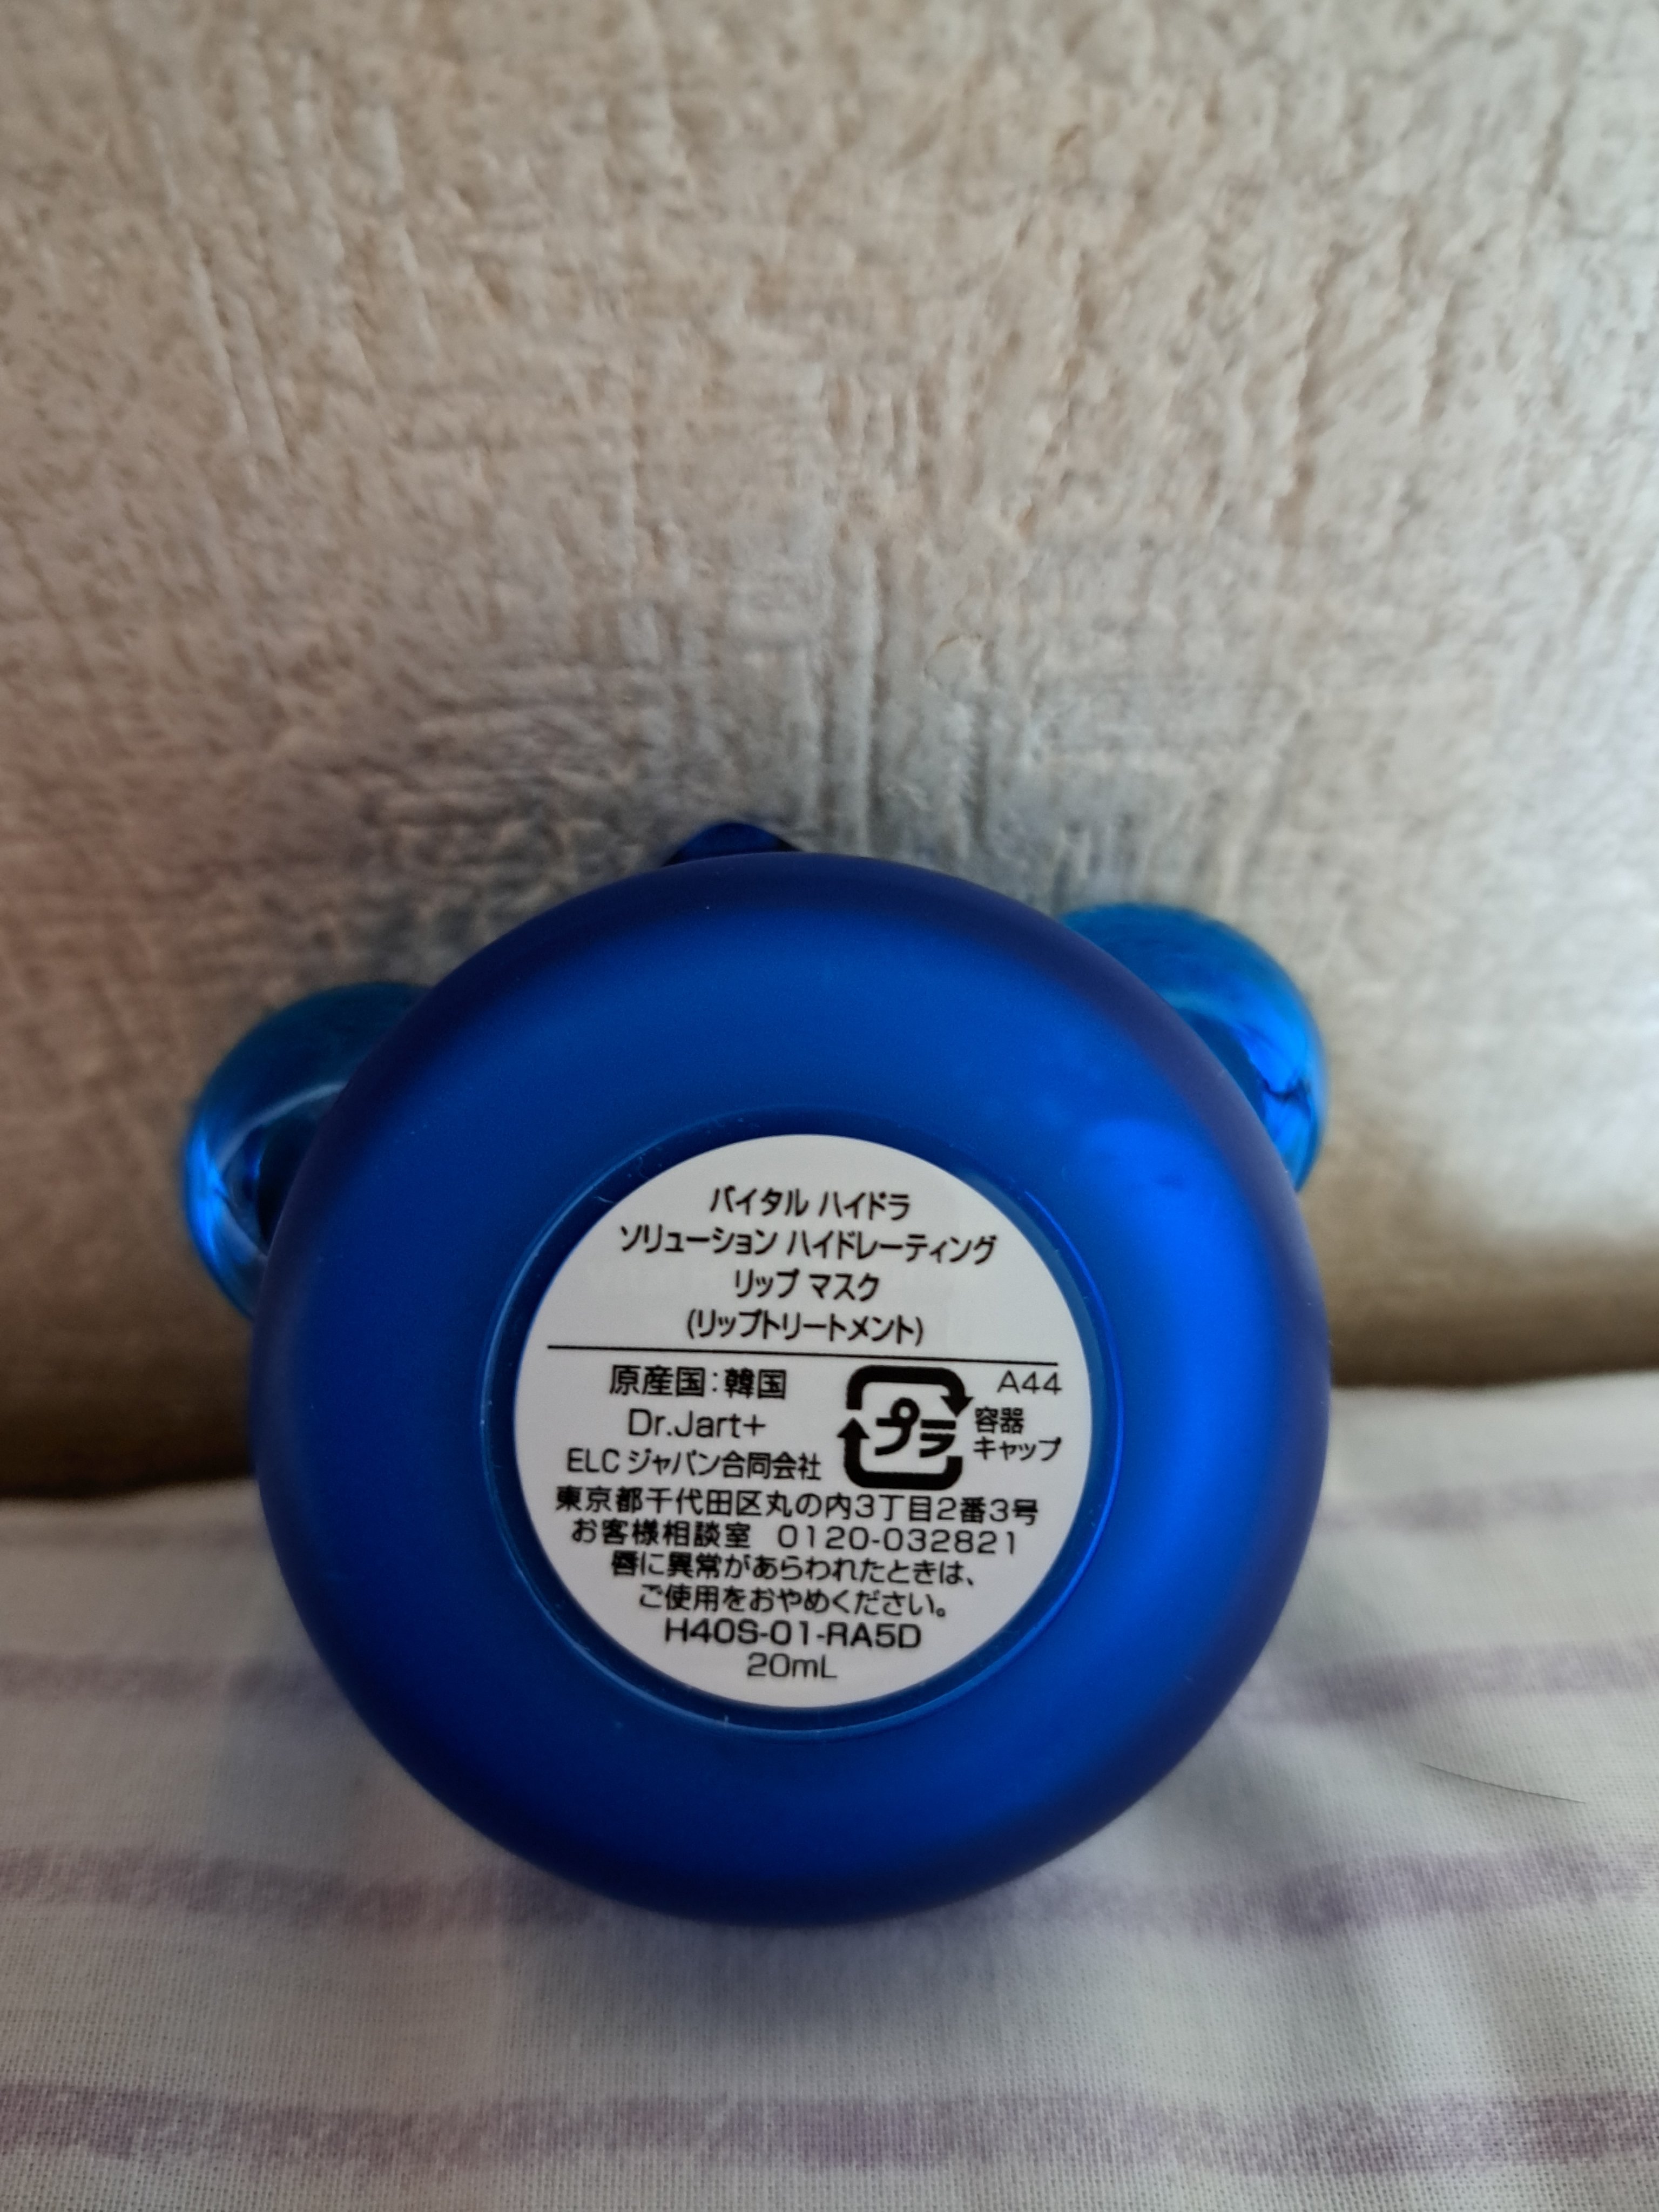 バイタル ハイドラ
ソリューション ハイドレーティング
リップ マスク
(リップトリートメント)
原産国:韓国
Dr.Jart+
ELC ジャパン合同会社
プラ
A44
容器
キャップ
東京都千代田区丸の内3丁目2番3号
お客様相談室 0120-032821
唇に異常があらわれたときは、
ご使用をおやめください。
H40S-01-RA5D
20mL